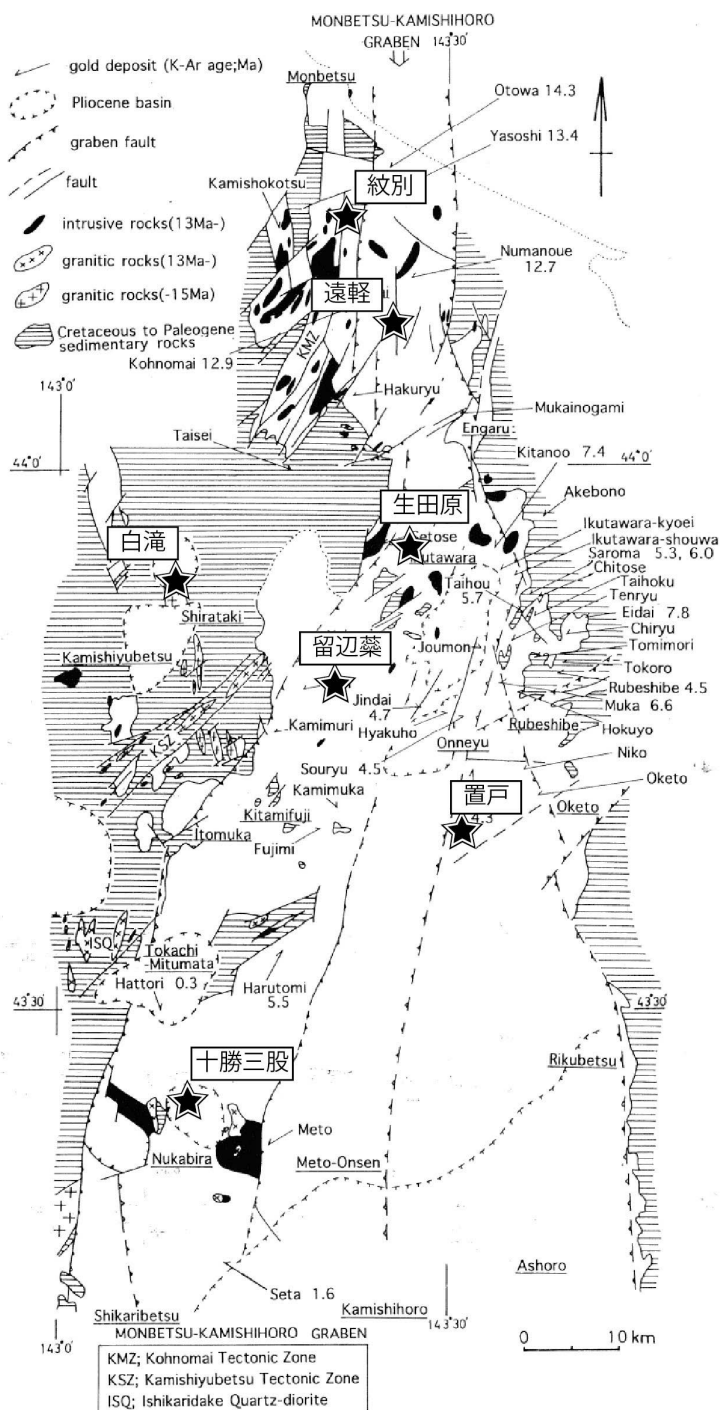 MONBETSU-KAMISHIHORO
GRABEN 143°30'
gold deposit (K-Ar age;Ma)
Pliocene basin
graben fault
fault
intrusive rocks(13Ma-)
granitic rocks(13Ma-)
granitic rocks(-15Ma)
Cretaceous to Paleogene
sedimentary rocks
Monbetsu
Otowa 14.3
Yasoshi 13.4
Kamishokotsu
紋別
Numanoue
12.7
遠軽
KMZ
Kohnomai 12.9
143°0'
Hakuryu
Mukainogami
Taisei
Engaru
Kitanoo 7.4
44°0'
44°0'
Akebono
生田原
白滝
Ikutawara-kyoei
Ikutawara-shouwa
Saroma 5.3, 6.0
Chitose
Taihou
5.7
Taihoku
Tenryu
Eidai 7.8
Shirataki
Chiryu
留辺蘂
Joumon
Tomimori
Kamishiyubetsu
Tokoro
Jindai
4.7
Rubeshibe 4.5
Muka 6.6
KSZ
Kamimuri
Hyakuho
Rubeshibe
Hokuyo
Onneyu
Niko
Souryu 4.5
Kamimuka
置戸
4.3
Oketo
Oketo
Kitamifuji
Itomuka
Fujimi
ISQ
Tokachi
-Mitumata
Hattori 0.3
Harutomi
5.5
43°30'
43°30'
十勝三股
Rikubetsu
Meto
Nukabira
Meto-Onsen
Ashoro
Seta 1.6
Shikaribetsu
Kamishihoro
143°30'
143°0'
MONBETSU-KAMISHIHORO GRABEN
0 10 km
KMZ; Kohnomai Tectonic Zone
KSZ; Kamishiyubetsu Tectonic Zone
ISQ; Ishikaridake Quartz-diorite